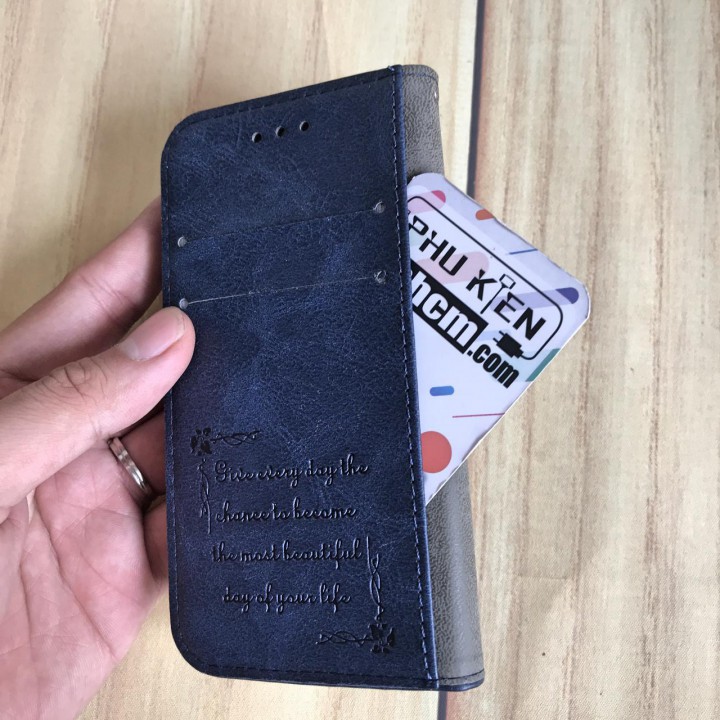 PHU KIEN
hcm.com
Give every day the
chance to become
the most beautiful
day of your life